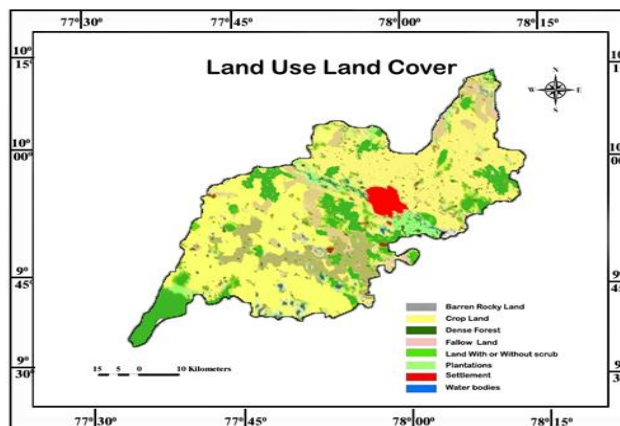 77°30' 77°45' 78°00' 78°15'
10°
15'
Land Use Land Cover
N
W E
S
10°
00'
9°
45'
9°
30'
Barren Rocky Land
Crop Land
Dense Forest
Fallow Land
Land With or Without scrub
Plantations
Settlement
Water bodies
15 5 0 10 Kilometers
77°30' 77°45' 78°00' 78°15'